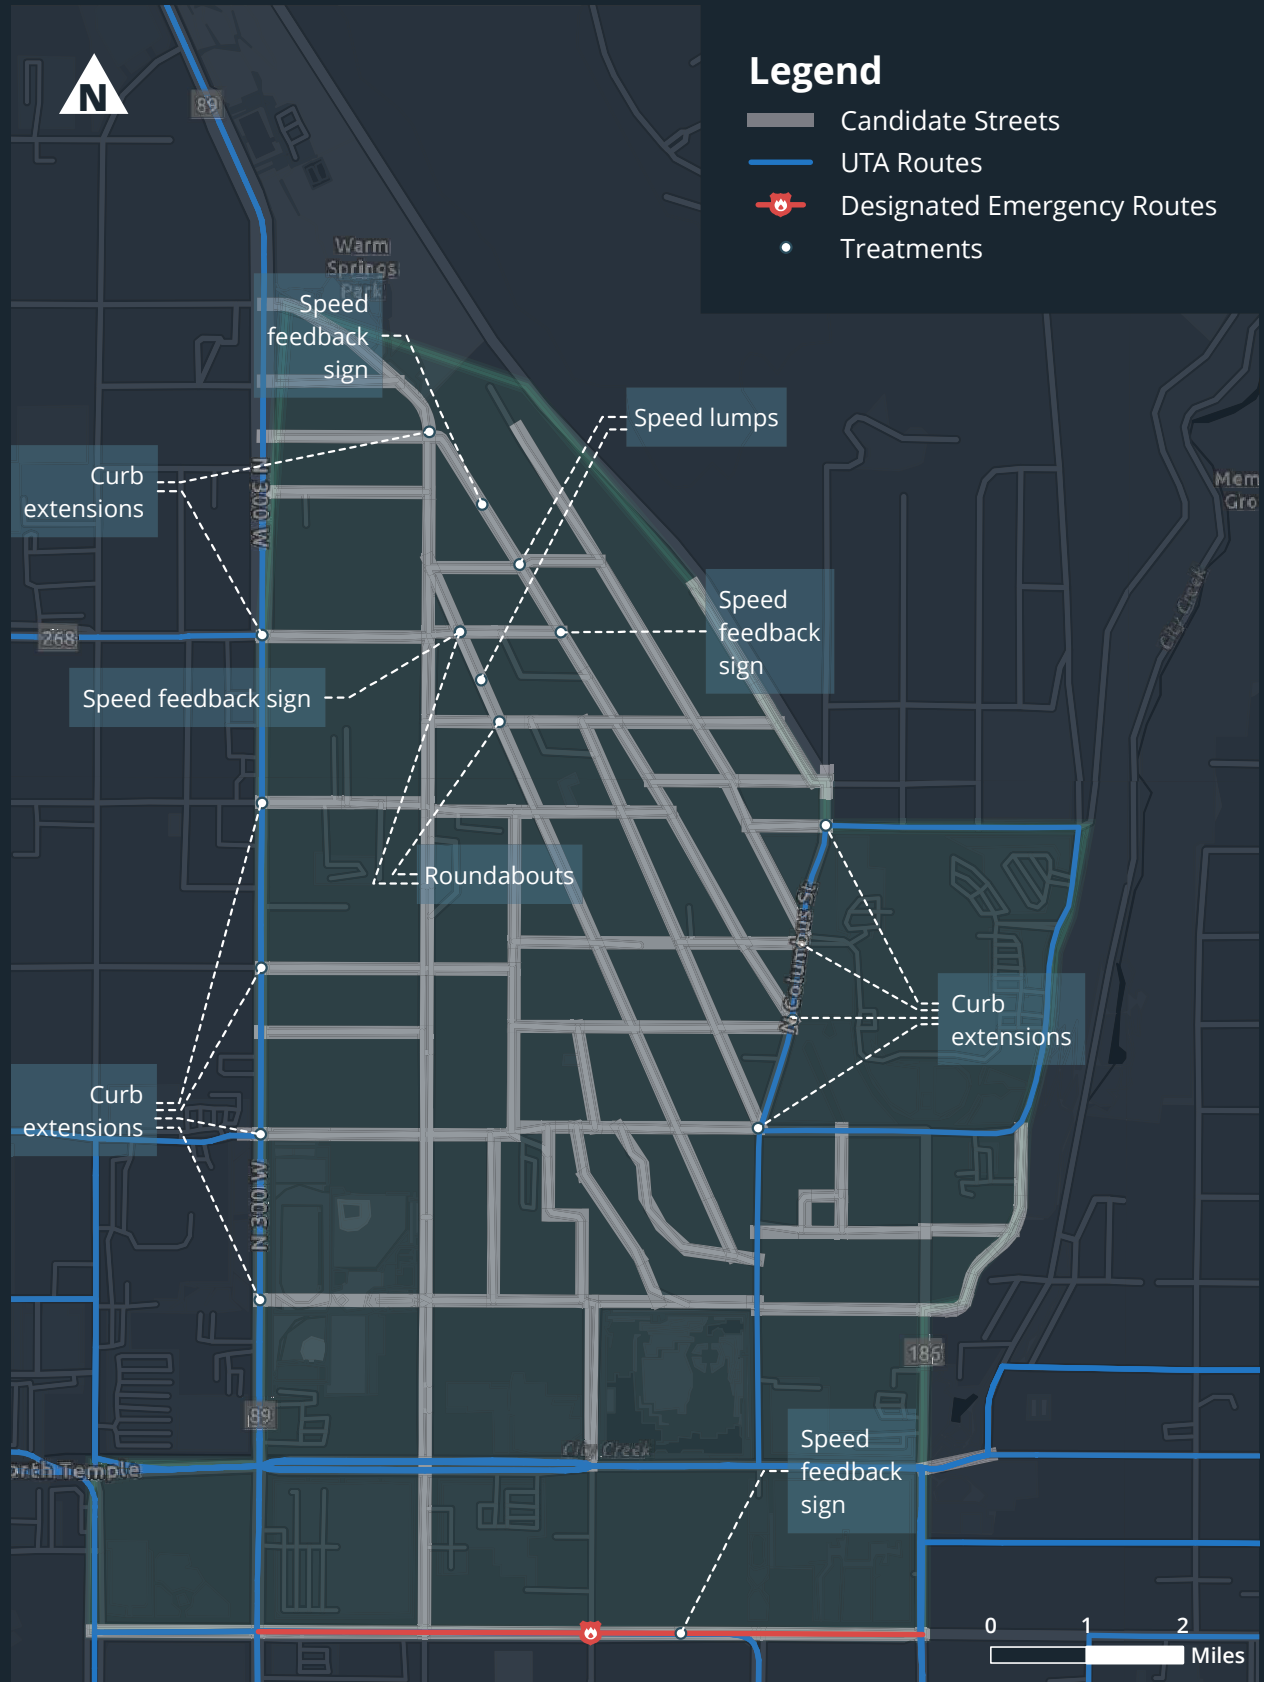 N
Legend
Candidate Streets
UTA Routes
Designated Emergency Routes
Treatments
89
Warm
Springs
Park
Speed
feedback
sign
Speed lumps
Curb
extensions
N 300 W
Mem
Gro
City Creek
Speed
feedback
sign
268
Speed feedback sign
Roundabouts
N Columbus St
Curb
extensions
Curb
extensions
N 300 W
186
89
City Creek
orth Temple
Speed
feedback
sign
0 1 2
Miles